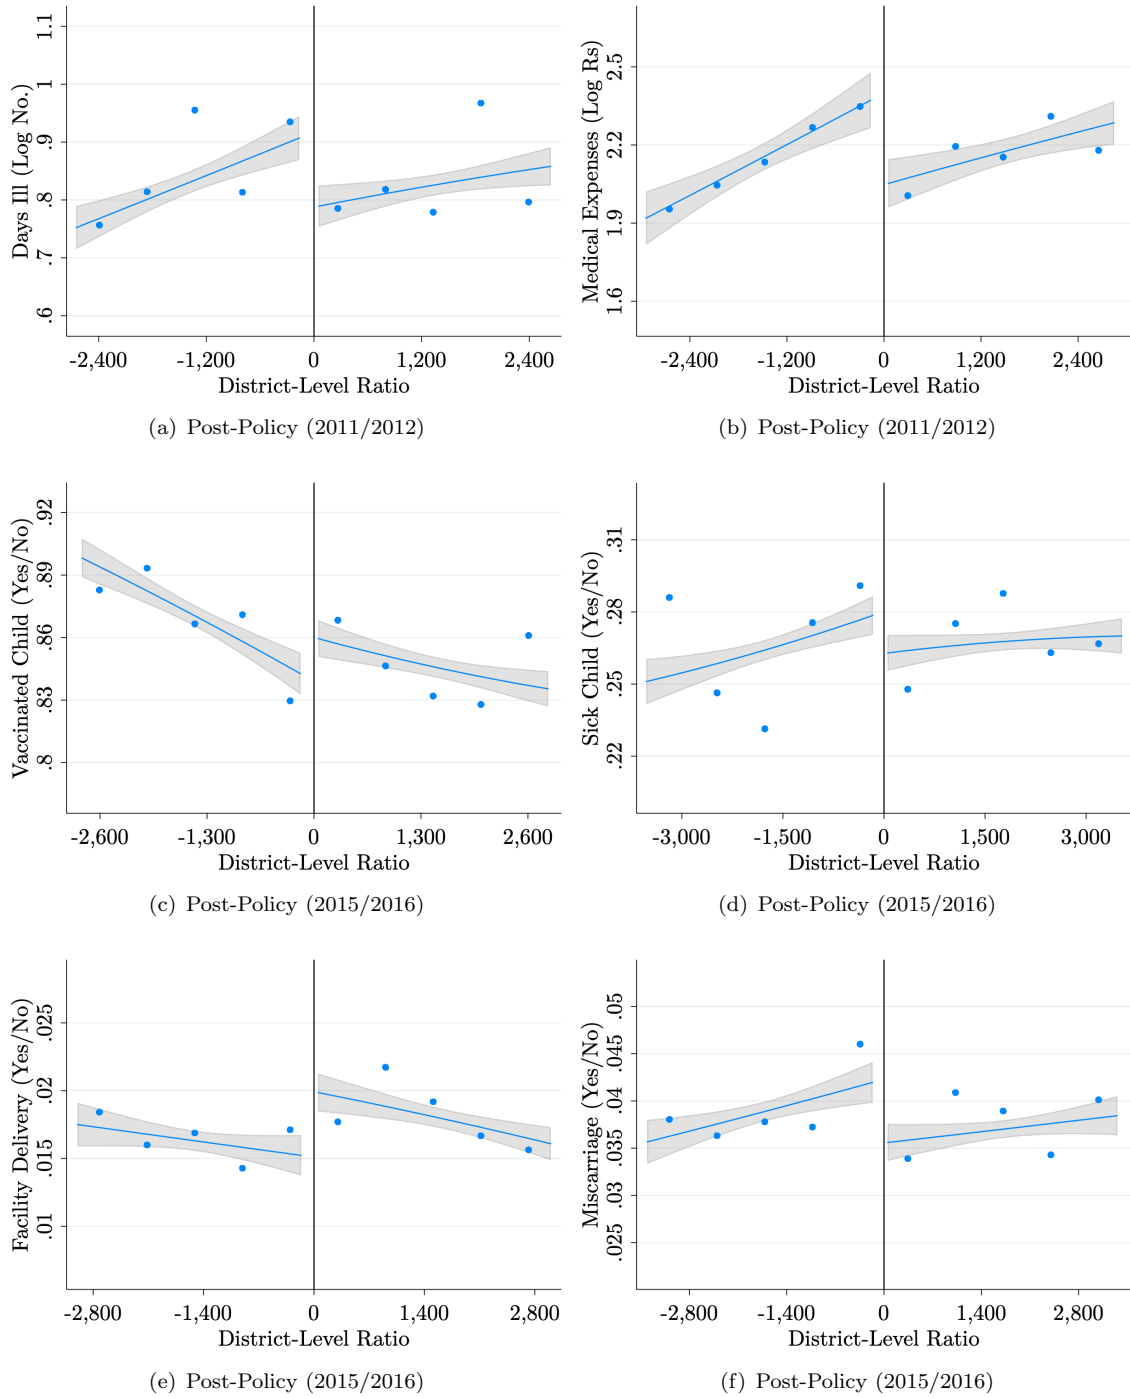 Days Ill (Log No.)
1.1
1
.9
.8
.7
.6
-2,400 -1,200 0 1,200 2,400
District-Level Ratio
(a) Post-Policy (2011/2012)
Medical Expenses (Log Rs)
2.5
2.2
1.9
1.6
-2,400 -1,200 0 1,200 2,400
District-Level Ratio
(b) Post-Policy (2011/2012)
Vaccinated Child (Yes/No)
.92
.89
.86
.83
.8
-2,600 -1,300 0 1,300 2,600
District-Level Ratio
(c) Post-Policy (2015/2016)
Sick Child (Yes/No)
.31
.28
.25
.22
-3,000 -1,500 0 1,500 3,000
District-Level Ratio
(d) Post-Policy (2015/2016)
Facility Delivery (Yes/No)
.025
.02
.015
.01
-2,800 -1,400 0 1,400 2,800
District-Level Ratio
(e) Post-Policy (2015/2016)
Miscarriage (Yes/No)
.05
.045
.04
.035
.03
.025
-2,800 -1,400 0 1,400 2,800
District-Level Ratio
(f) Post-Policy (2015/2016)